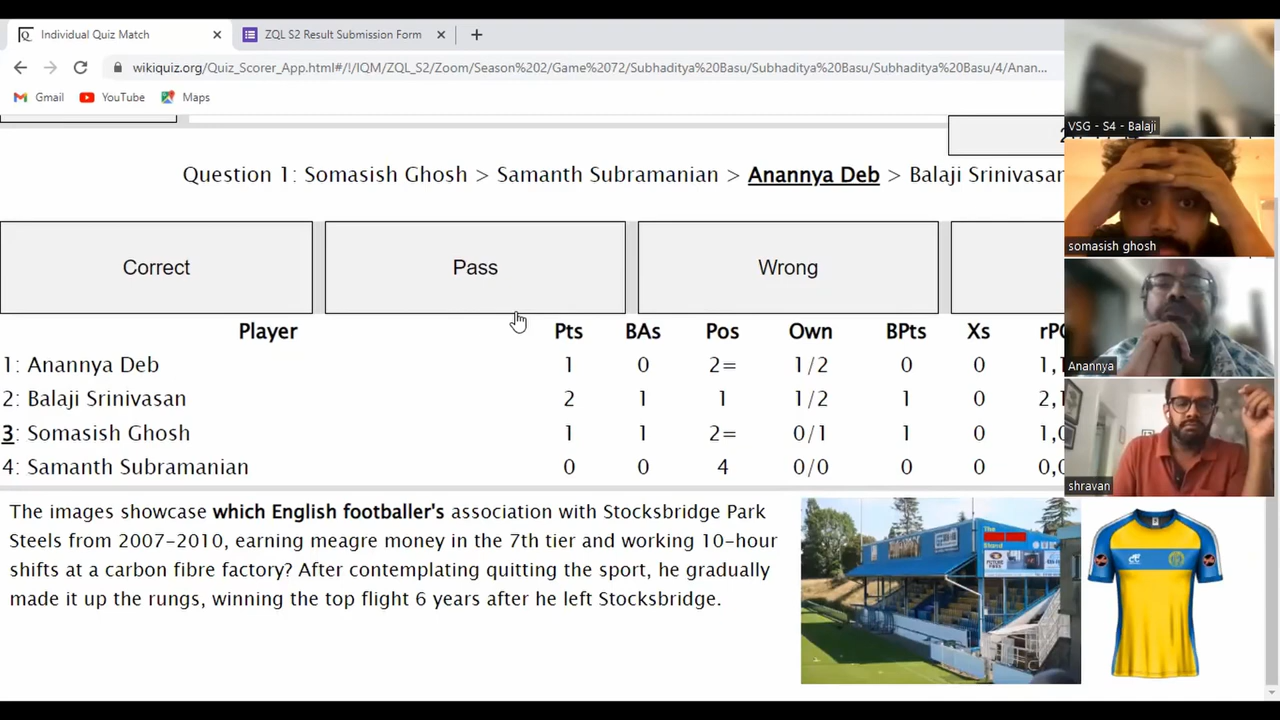 Individual Quiz Match
ZQL S2 Result Submission Form
wikiquiz.org/Quiz_Scorer_App.html#/I/IQM/ZQL_S2/Zoom/Season%202/Game%2072/Subhaditya%20Basu/Subhaditya%20Basu/Subhaditya%20Basu/4/Anan...
Gmail YouTube Maps
VSG - S4 - Balaji
Question 1: Somasish Ghosh > Samanth Subramanian > Anannya Deb > Balaji Srinivasan
somasish ghosh
Correct Pass Wrong
Player Pts BAs Pos Own BPts Xs
1: Anannya Deb 1 0 2= 1/2 0 0
Anannya
2: Balaji Srinivasan 2 1 1 1/2 1 0
3: Somasish Ghosh 1 1 2= 0/1 1 0
4: Samanth Subramanian 0 0 4 0/0 0 0
shravan
The images showcase which English footballer's association with Stocksbridge Park
Steels from 2007-2010, earning meagre money in the 7th tier and working 10-hour
shifts at a carbon fibre factory? After contemplating quitting the sport, he gradually
made it up the rungs, winning the top flight 6 years after he left Stocksbridge.
The
Stand